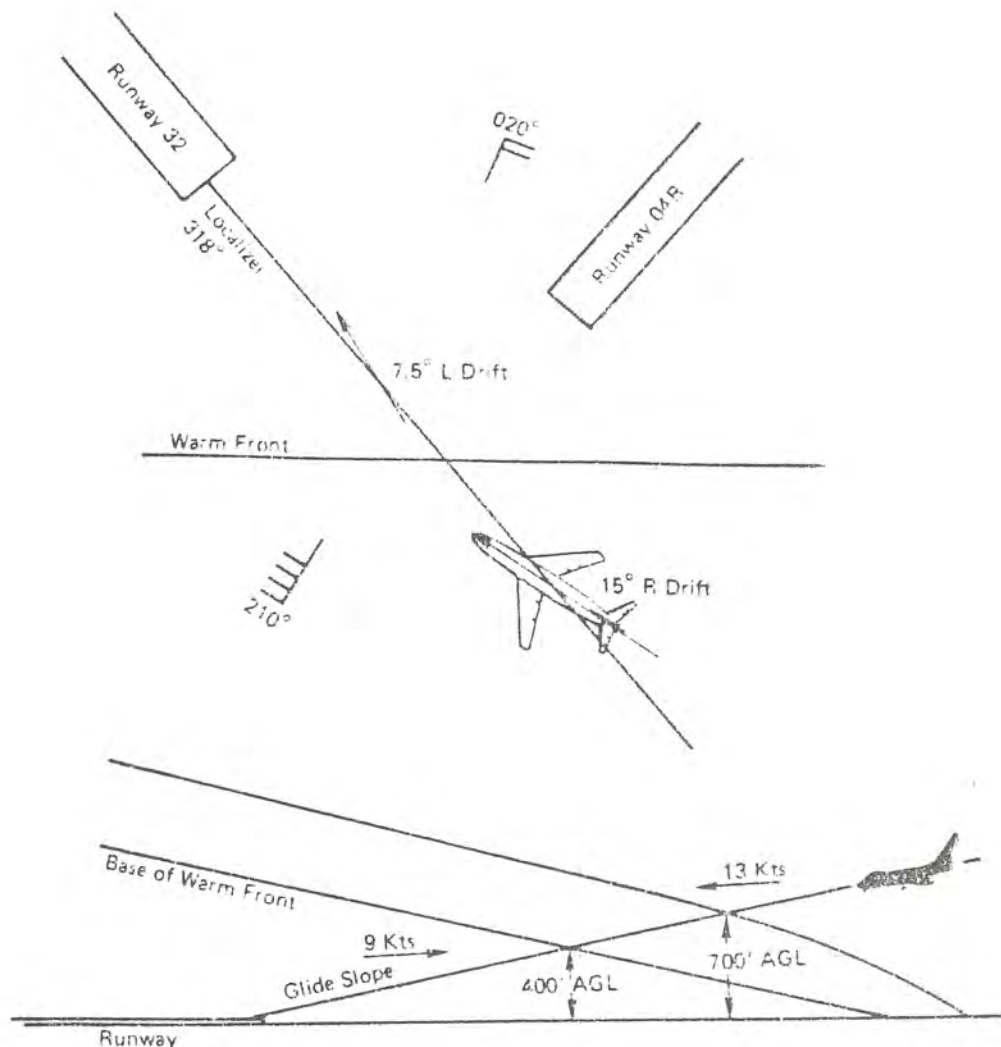 Runway 32
020°
Runway 04R
Localizer
318°
7.5° L Drift
Warm Front
15° R Drift
210°
13 Kts
Base of Warm Front
9 Kts
700' AGL
Glide Slope
400' AGL
Runway